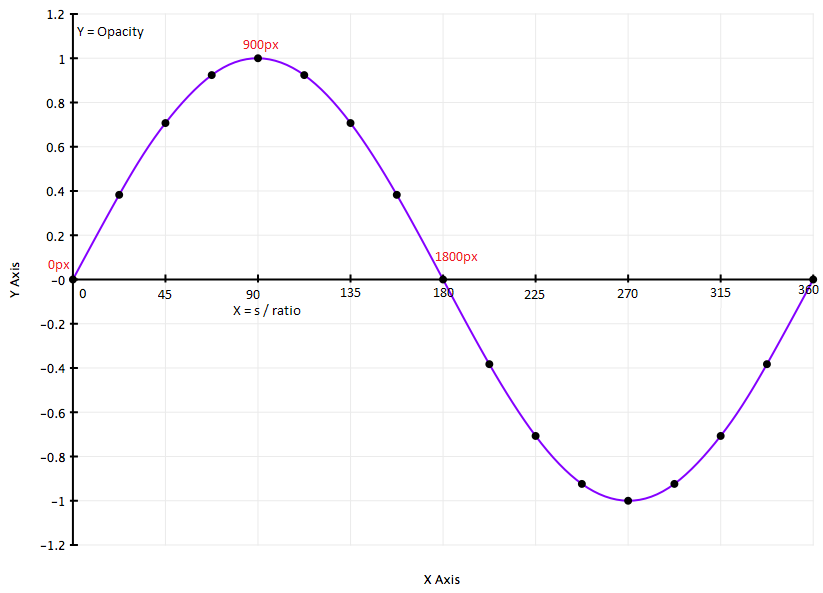 1.2
Y = Opacity
900px
1
0.8
0.6
0.4
0.2
0px
1800px
Y Axis
−0
0 45 90 135 180 225 270 315 360
X = s / ratio
−0.2
−0.4
−0.6
−0.8
−1
−1.2
X Axis